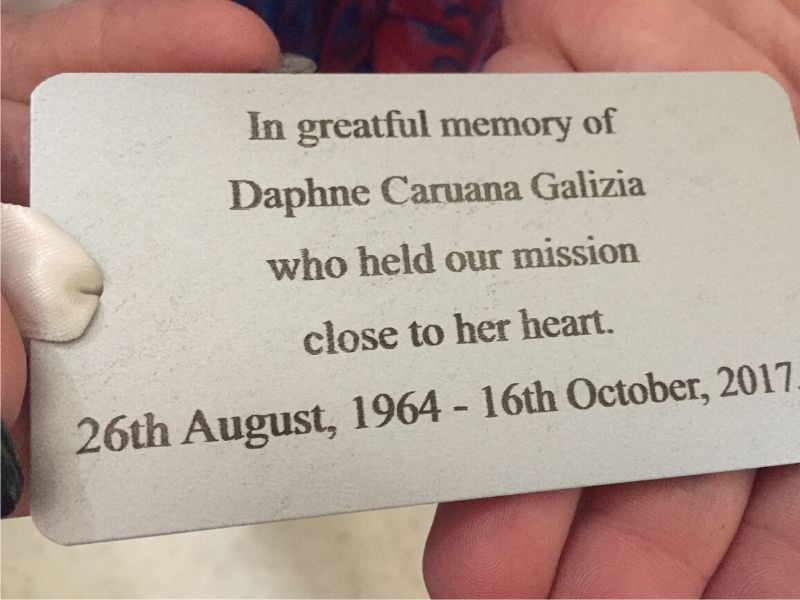 In greatful memory of
Daphne Caruana Galizia
who held our mission
close to her heart.
26th August, 1964 - 16th October, 2017.